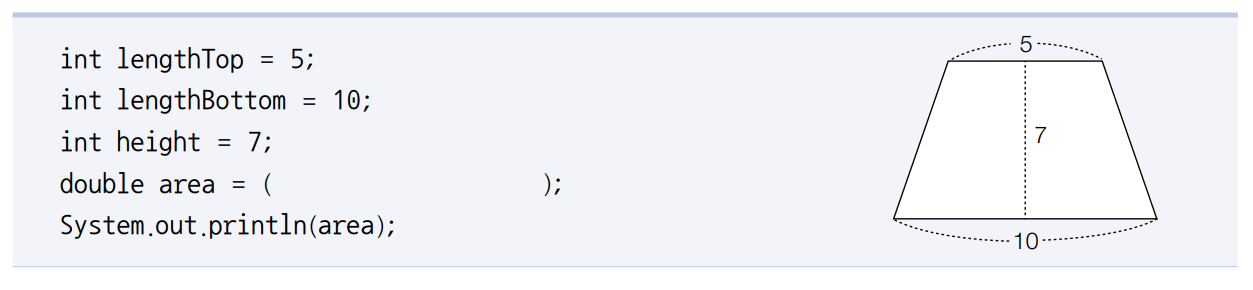 int lengthTop = 5;
int lengthBottom = 10;
int height = 7;
double area = (                    );
System.out.println(area);
5
7
10